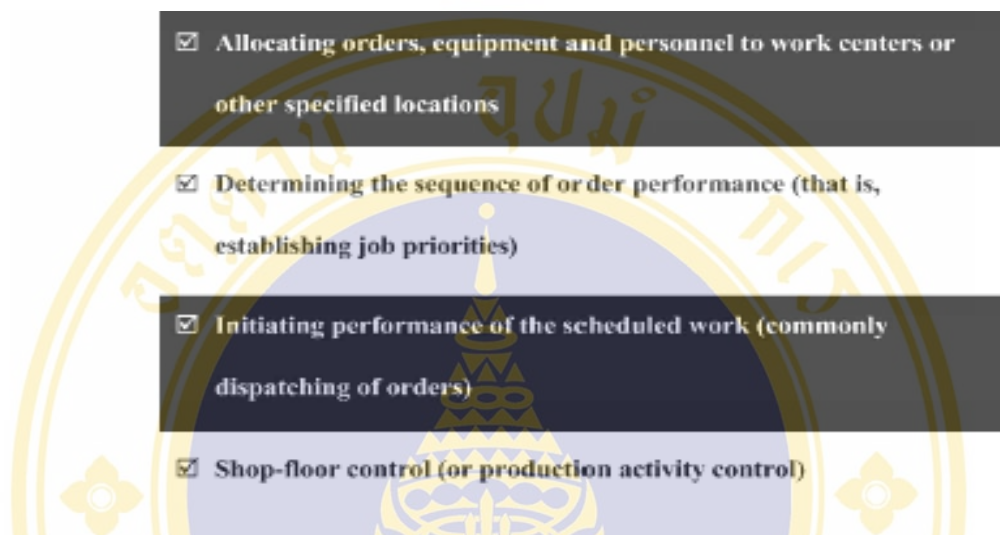 ☑ Allocating orders, equipment and personnel to work centers or
other specified locations
☑ Determining the sequence of order performance (that is,
establishing job priorities)
☑ Initiating performance of the scheduled work (commonly
dispatching of orders)
☑ Shop-floor control (or production activity control)